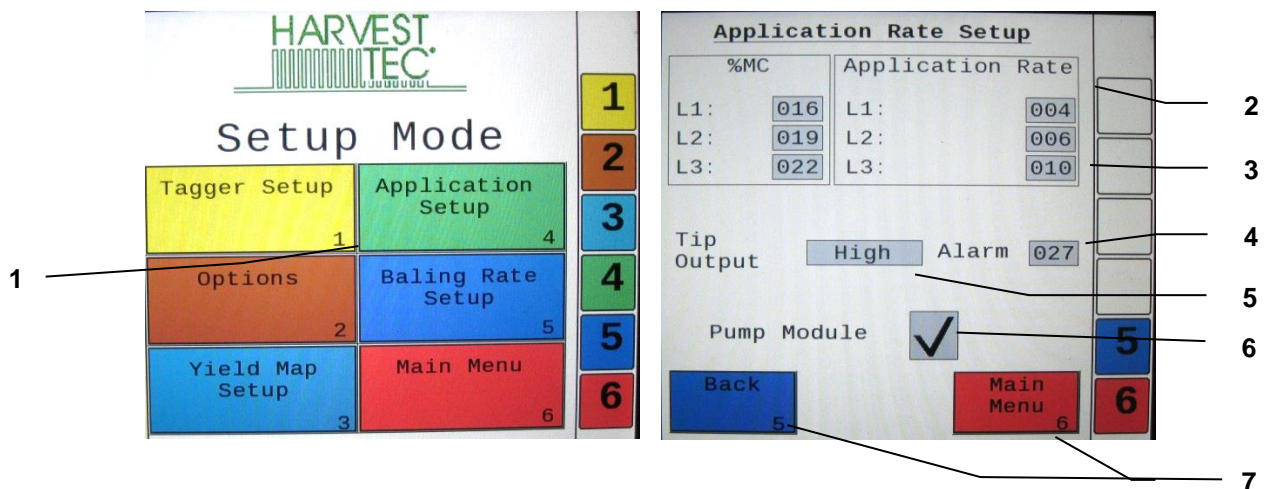 HARVEST
TEC
Setup Mode
Tagger Setup
1
Application
Setup
4
Options
2
Baling Rate
Setup
5
Yield Map
Setup
3
Main Menu
6
1
2
3
4
5
6
1
Application Rate Setup
%MC
Application Rate
L1: 016 L1: 004
L2: 019 L2: 006
L3: 022 L3: 010
Tip
Output
High
Alarm 027
Pump Module
Back
5
Main
Menu
6
5
6
2
3
4
5
6
7